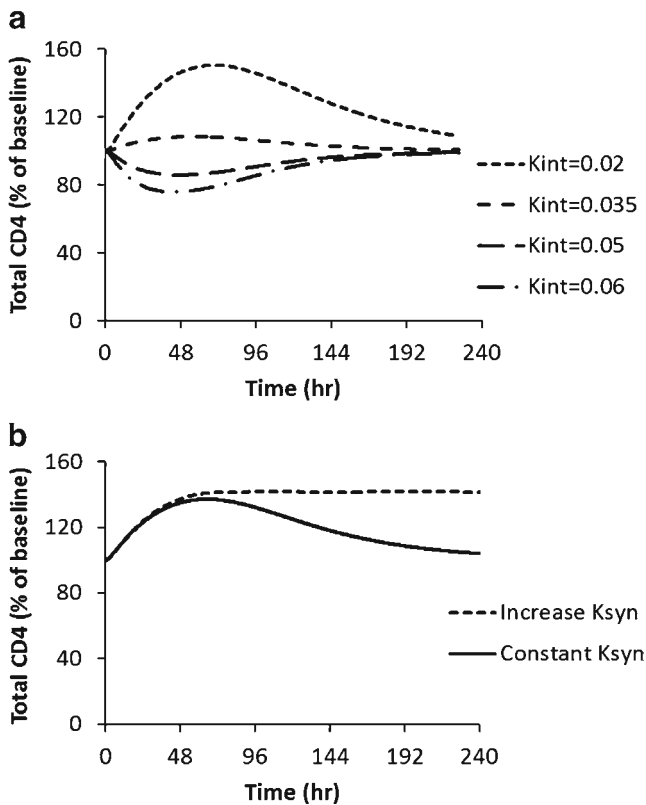 a
Total CD4 (% of baseline)
160
120
80
40
0
0 48 96 144 192 240
Time (hr)
Kint=0.02
Kint=0.035
Kint=0.05
Kint=0.06
b
Total CD4 (% of baseline)
160
120
80
40
0
0 48 96 144 192 240
Time (hr)
Increase Ksyn
Constant Ksyn